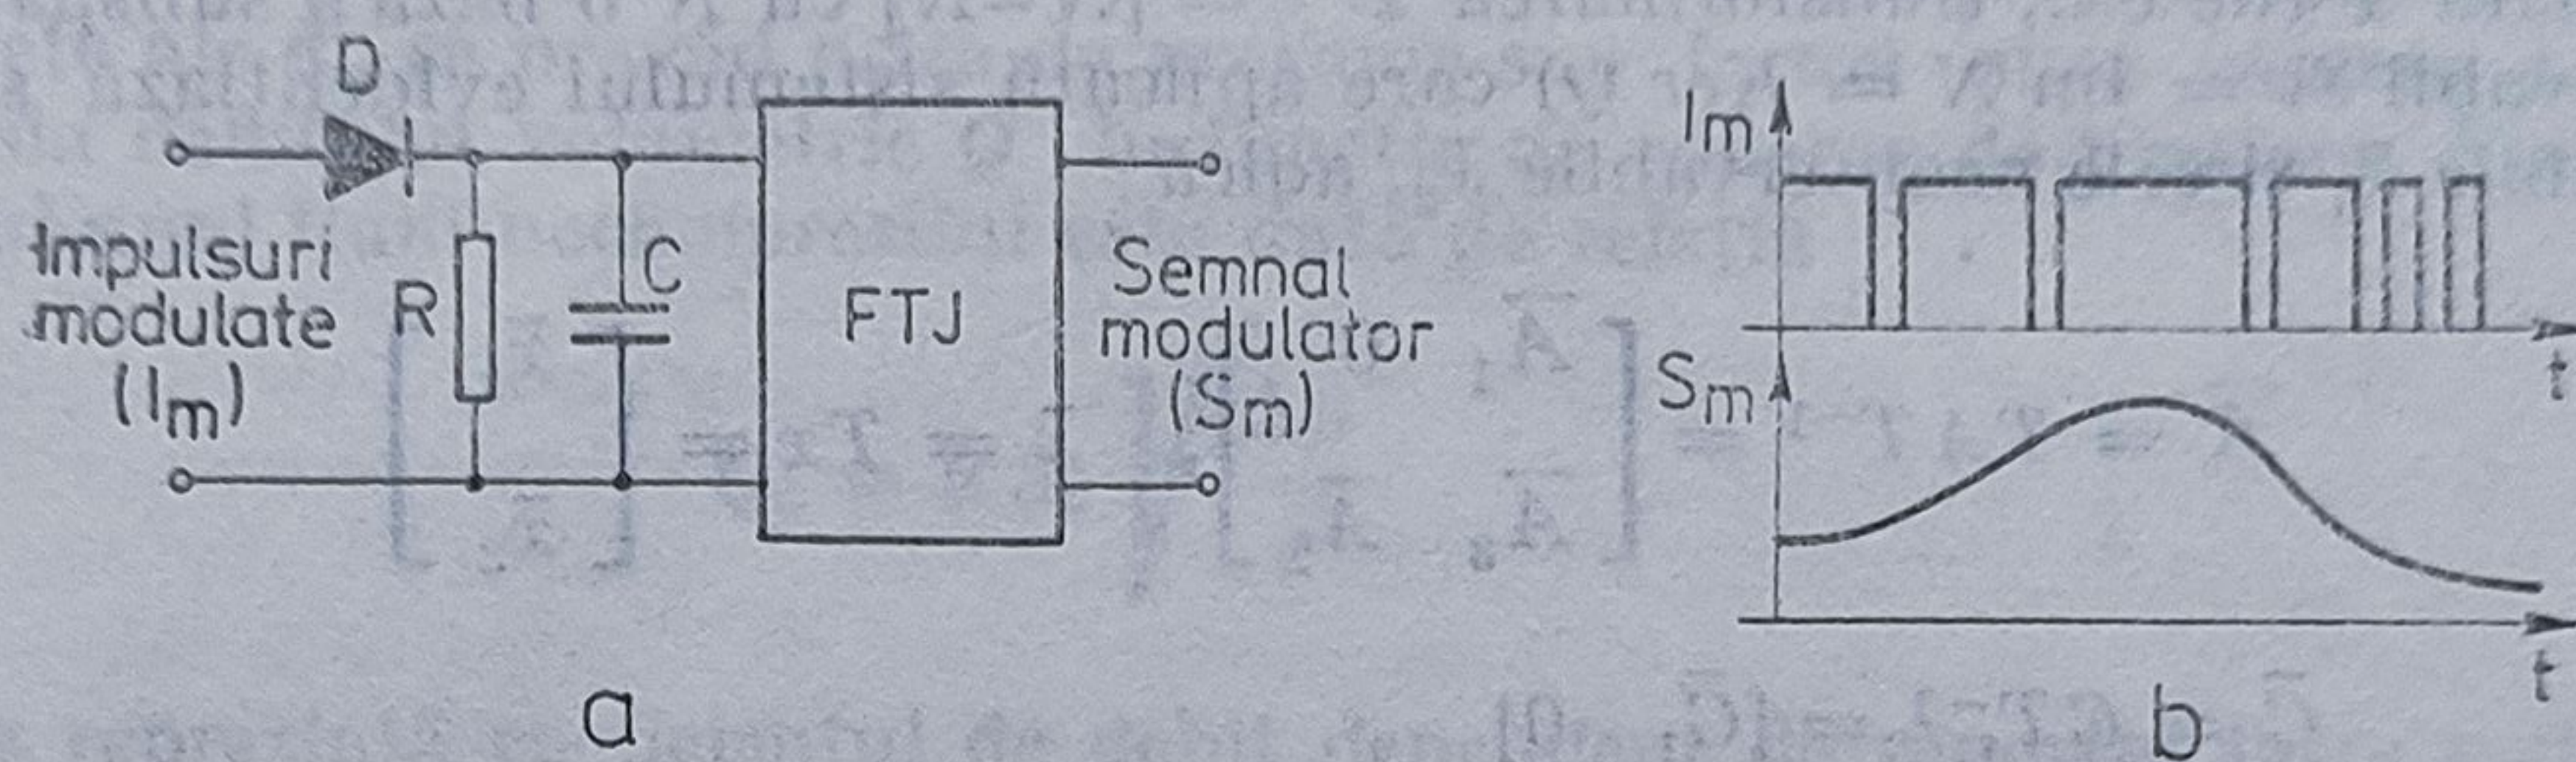 D
Impulsuri
modulate
(Im)
R
C
FTJ
Semnal
modulator
(Sm)
a
Im
t
Sm
t
b